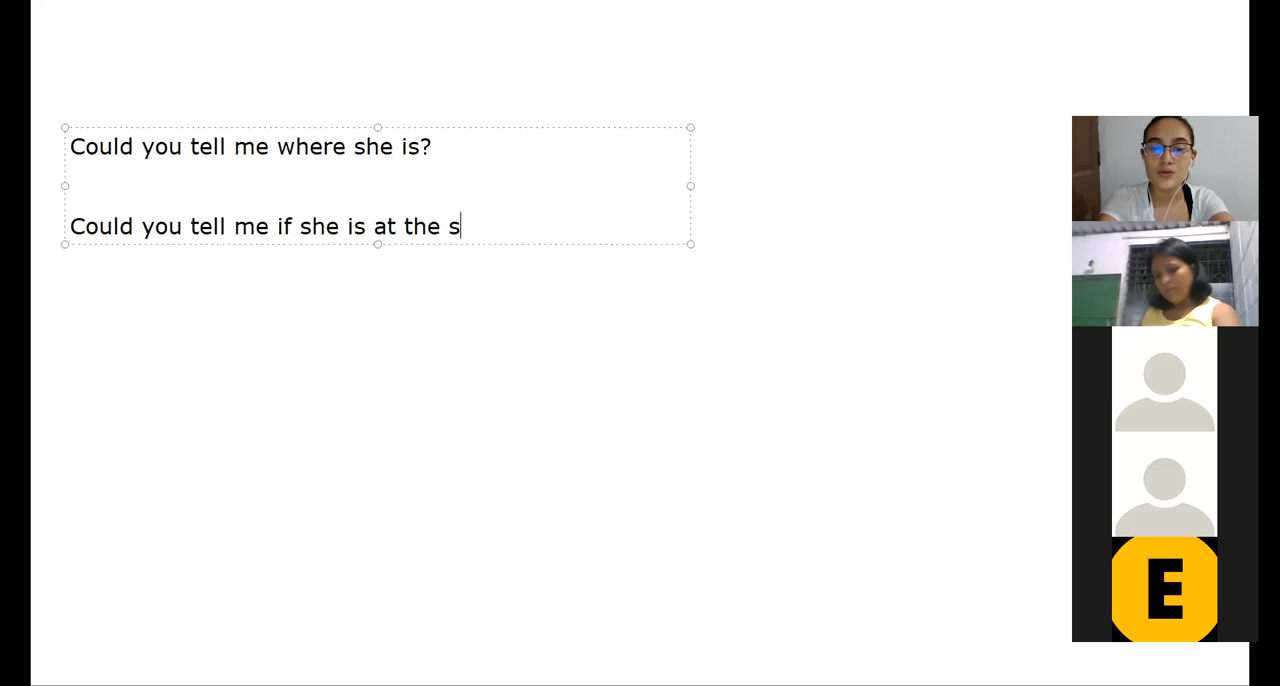 Could you tell me where she is?
Could you tell me if she is at the s
E